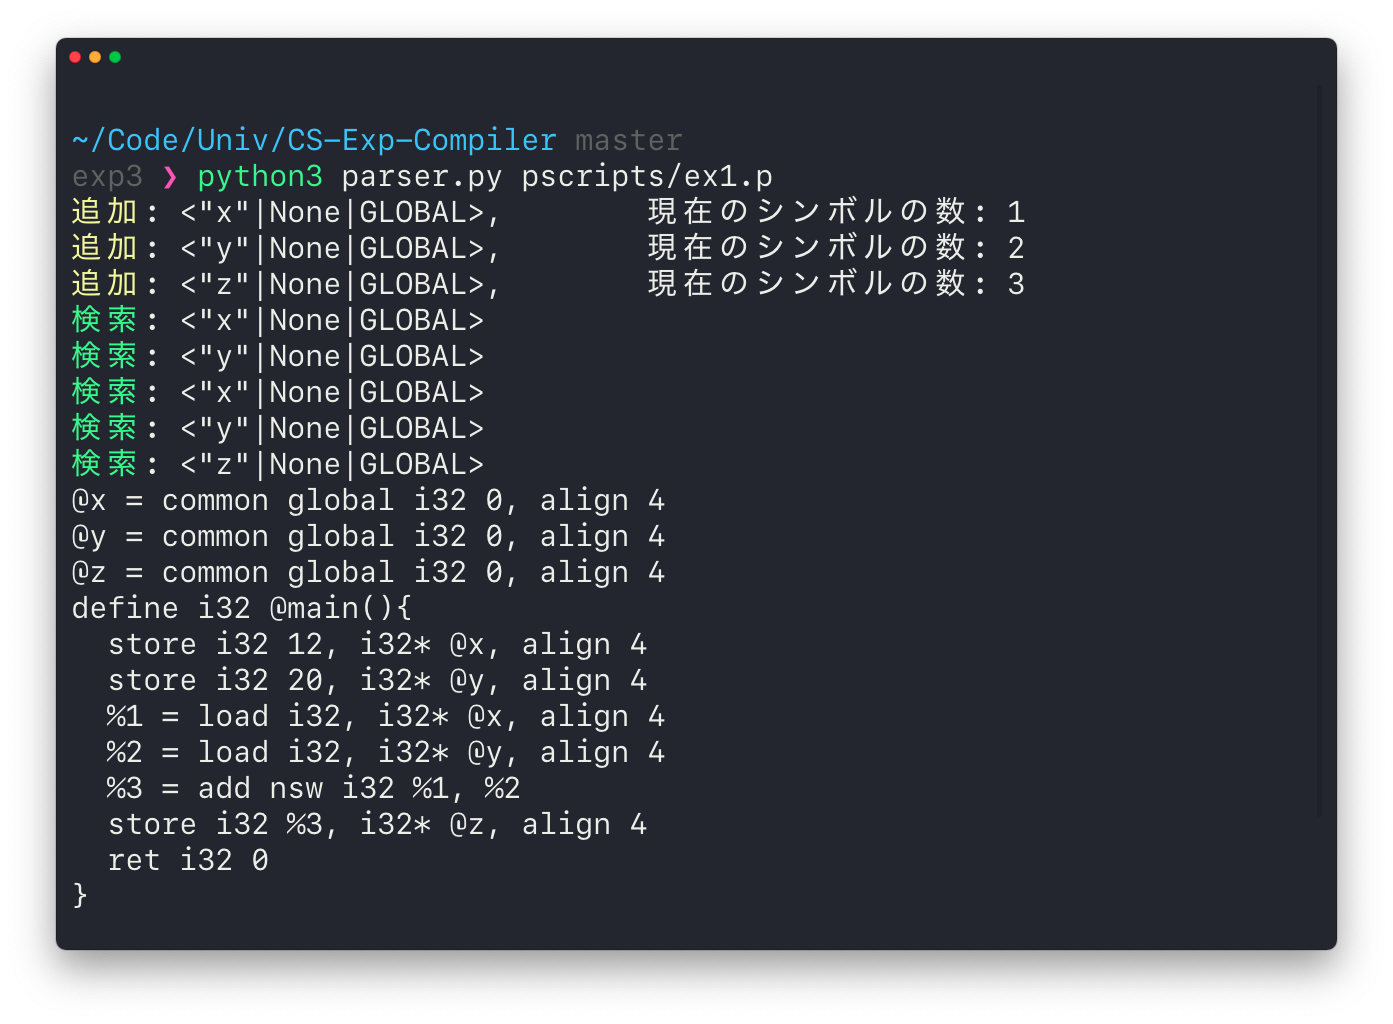 ~/Code/Univ/CS-Exp-Compiler master
exp3 ❯ python3 parser.py pscripts/ex1.p
追加: <"x"|None|GLOBAL>,        現在のシンボルの数: 1
追加: <"y"|None|GLOBAL>,        現在のシンボルの数: 2
追加: <"z"|None|GLOBAL>,        現在のシンボルの数: 3
検索: <"x"|None|GLOBAL>
検索: <"y"|None|GLOBAL>
検索: <"x"|None|GLOBAL>
検索: <"y"|None|GLOBAL>
検索: <"z"|None|GLOBAL>
@x = common global i32 0, align 4
@y = common global i32 0, align 4
@z = common global i32 0, align 4
define i32 @main(){
  store i32 12, i32* @x, align 4
  store i32 20, i32* @y, align 4
  %1 = load i32, i32* @x, align 4
  %2 = load i32, i32* @y, align 4
  %3 = add nsw i32 %1, %2
  store i32 %3, i32* @z, align 4
  ret i32 0
}